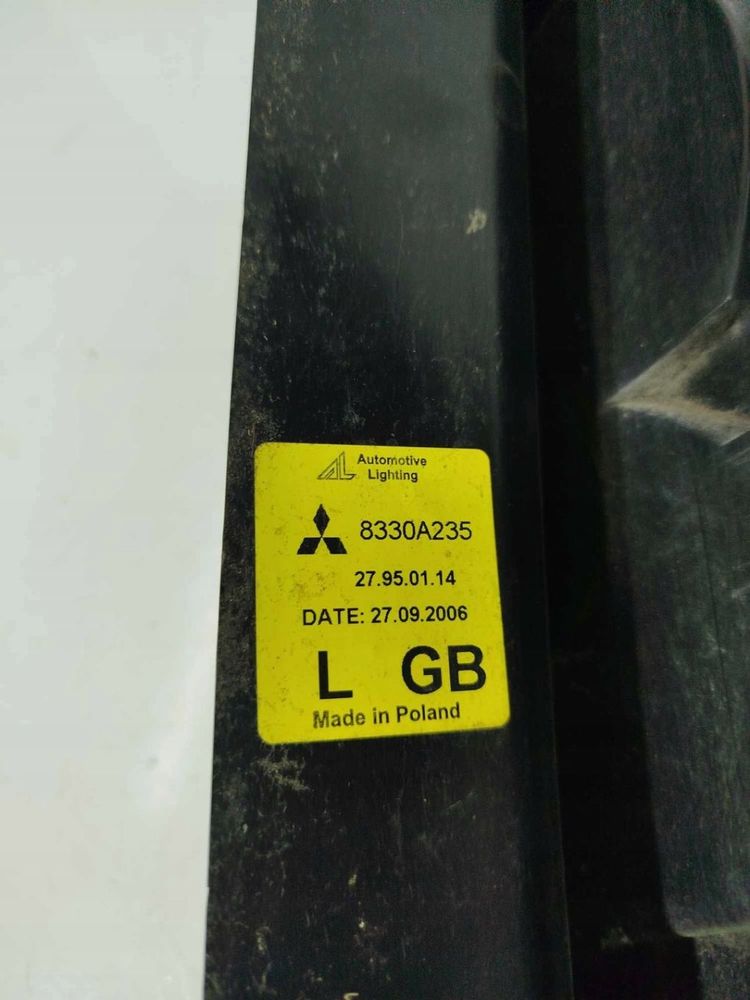 Automotive
Lighting
8330A235
27.95.01.14
DATE: 27.09.2006
L GB
Made in Poland